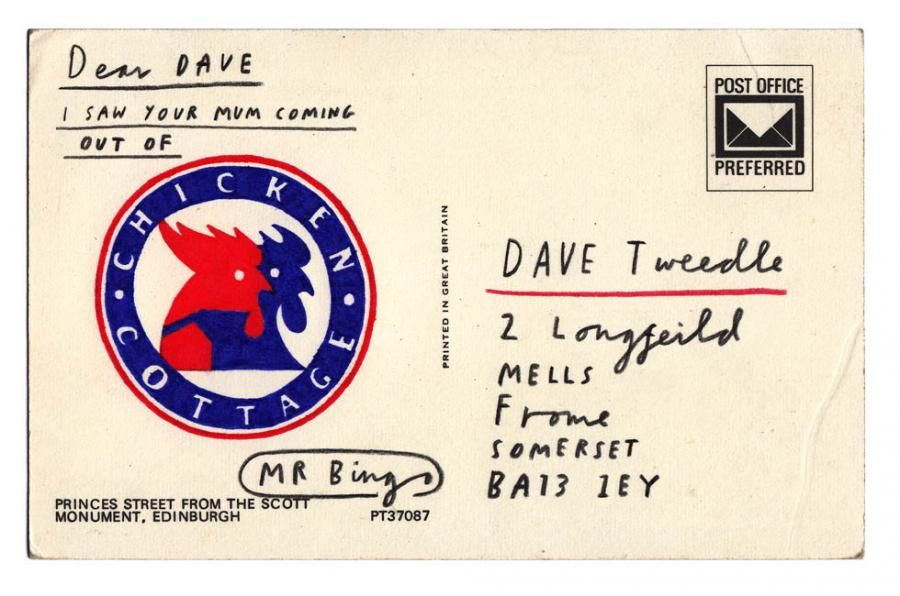 Dear DAVE
I SAW YOUR MUM COMING
OUT OF
CHICKEN
COTTAGE
MR Bingo
PRINCES STREET FROM THE SCOTT
MONUMENT, EDINBURGH
PT37087
PRINTED IN GREAT BRITAIN
POST OFFICE
PREFERRED
DAVE Tweedle
2 Longfeild
MELLS
Frome
SOMERSET
BA13 1EY